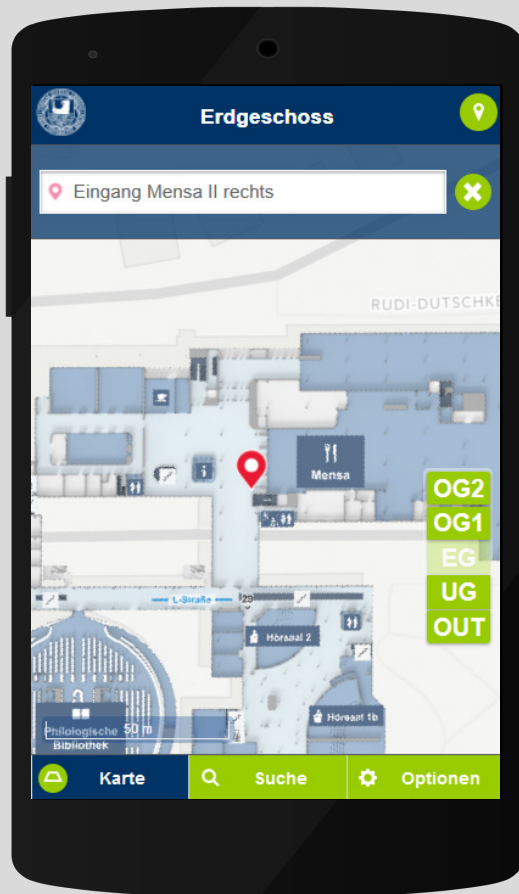 Erdgeschoss
Eingang Mensa II rechts
RUDI-DUTSCHKE
Mensa
OG2
OG1
EG
UG
OUT
L-Straße
29
Hörsaal 2
Hörsaal 1b
Philologische
Bibliothek
50 m
Karte
Suche
Optionen